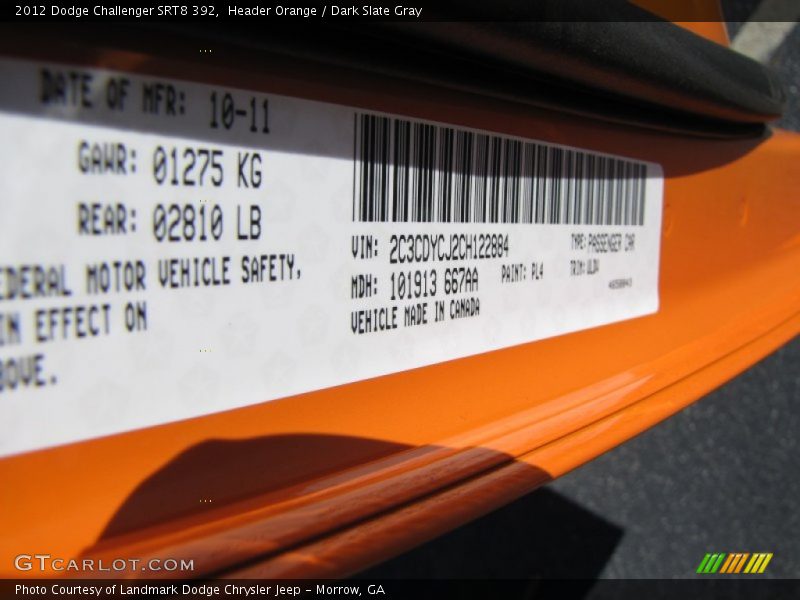 2012 Dodge Challenger SRT8 392, Header Orange / Dark Slate Gray
DATE OF MFR: 10-11
GAWR: 01275 KG
REAR: 02810 LB
EDERAL MOTOR VEHICLE SAFETY,
IN EFFECT ON
BOVE.
VIN: 2C3CDYCJ2CH122884
TYPE: PASSENGER CAR
MDH: 101913 667AA
PAINT: PL4
TRIM:
VEHICLE MADE IN CANADA
GTCARLOT.COM
Photo Courtesy of Landmark Dodge Chrysler Jeep - Morrow, GA